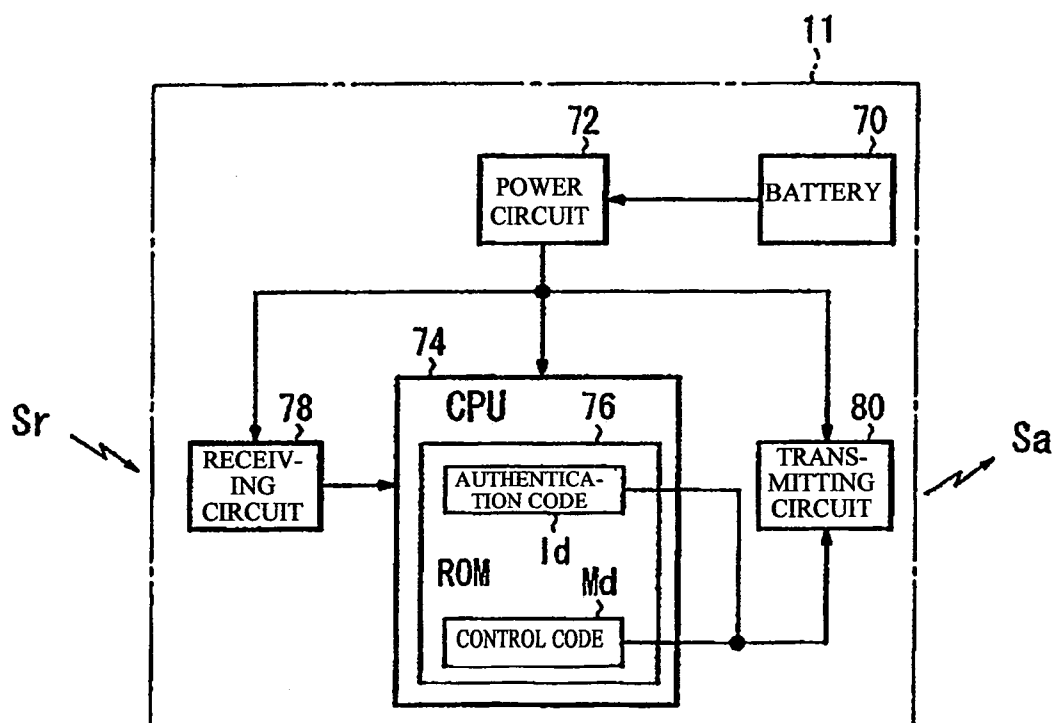 11
72
70
POWER
CIRCUIT
BATTERY
74
CPU
76
78
80
Sr
Sa
RECEIV-
ING
CIRCUIT
AUTHENTICA-
TION CODE
Id
TRANS-
MITTING
CIRCUIT
ROM
Md
CONTROL CODE